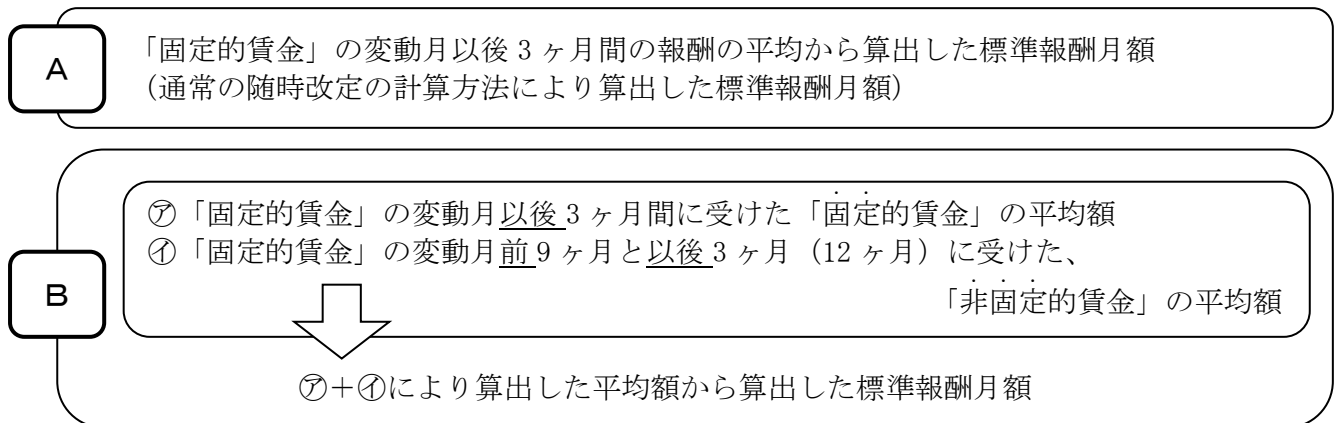 A
「固定的賃金」の変動月以後3ヶ月間の報酬の平均から算出した標準報酬月額
(通常の随時改定の計算方法により算出した標準報酬月額)
B
㋐「固定的賃金」の変動月以後3ヶ月間に受けた「固定的賃金」の平均額
㋑「固定的賃金」の変動月前9ヶ月と以後3ヶ月（12ヶ月）に受けた、
「非固定的賃金」の平均額
㋐＋㋑により算出した平均額から算出した標準報酬月額